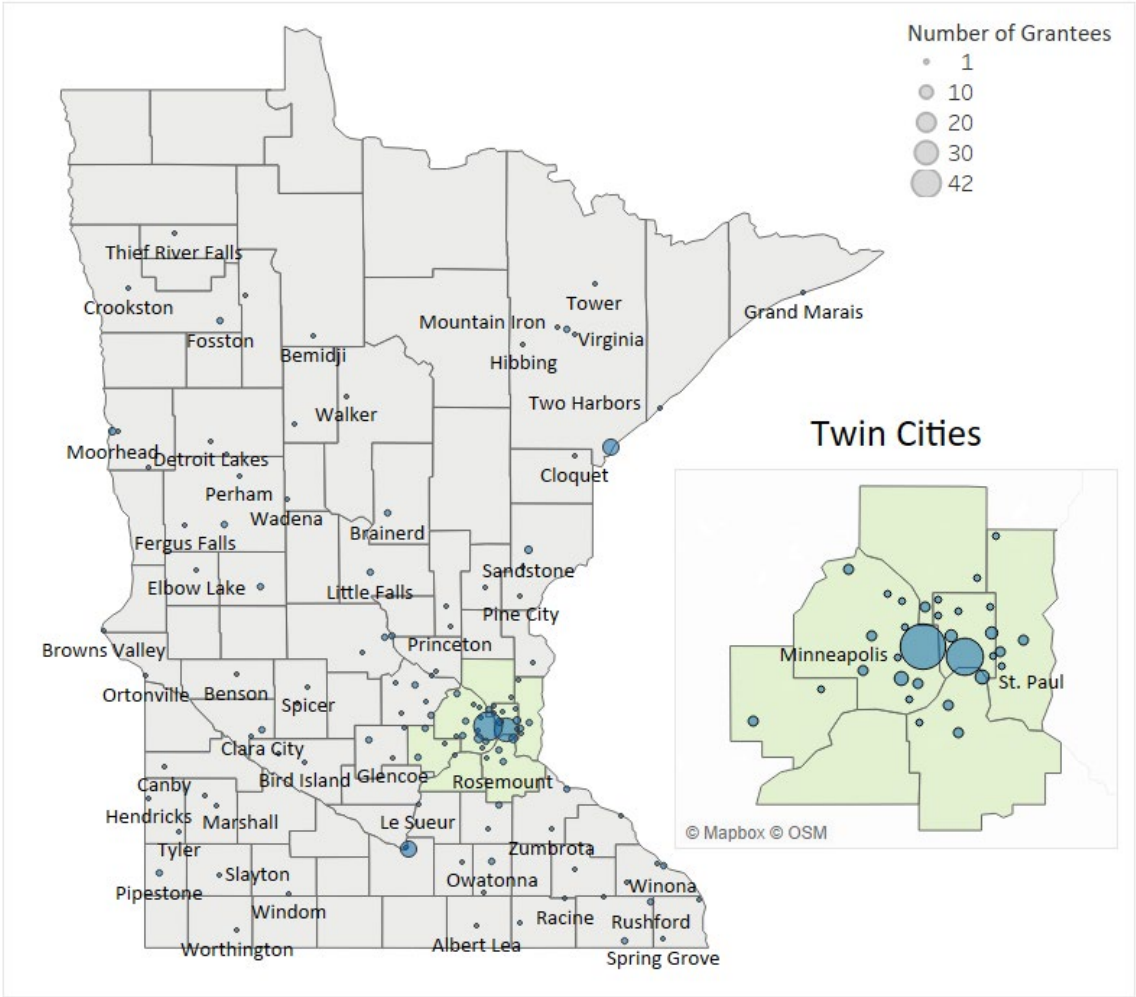 Number of Grantees
1
10
20
30
42
Thief River Falls
Crookston
Fosston
Bemidji
Tower
Mountain Iron
Virginia
Hibbing
Grand Marais
Walker
Two Harbors
Moorhead
Detroit Lakes
Cloquet
Perham
Wadena
Brainerd
Fergus Falls
Sandstone
Elbow Lake
Little Falls
Pine City
Browns Valley
Princeton
Ortonville
Benson
Spicer
Clara City
Bird Island
Glencoe
Rosemount
Canby
Hendricks
Marshall
Le Sueur
Tyler
Zumbrota
Slayton
Owatonna
Pipestone
Winona
Windom
Racine
Rushford
Worthington
Albert Lea
Spring Grove
Twin Cities
Minneapolis
St. Paul
© Mapbox © OSM